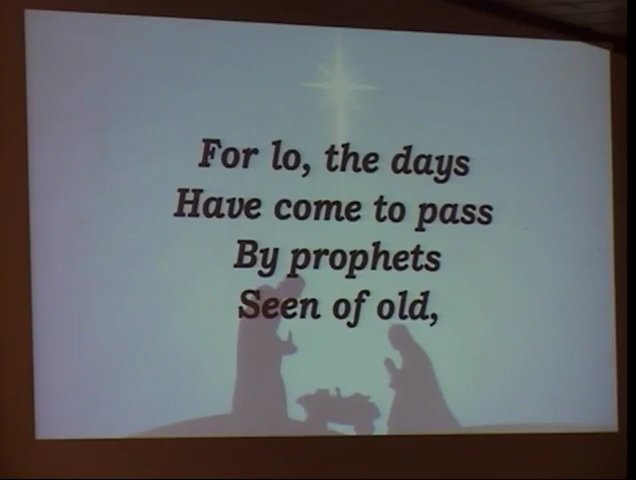 For lo, the days
Have come to pass
By prophets
Seen of old,